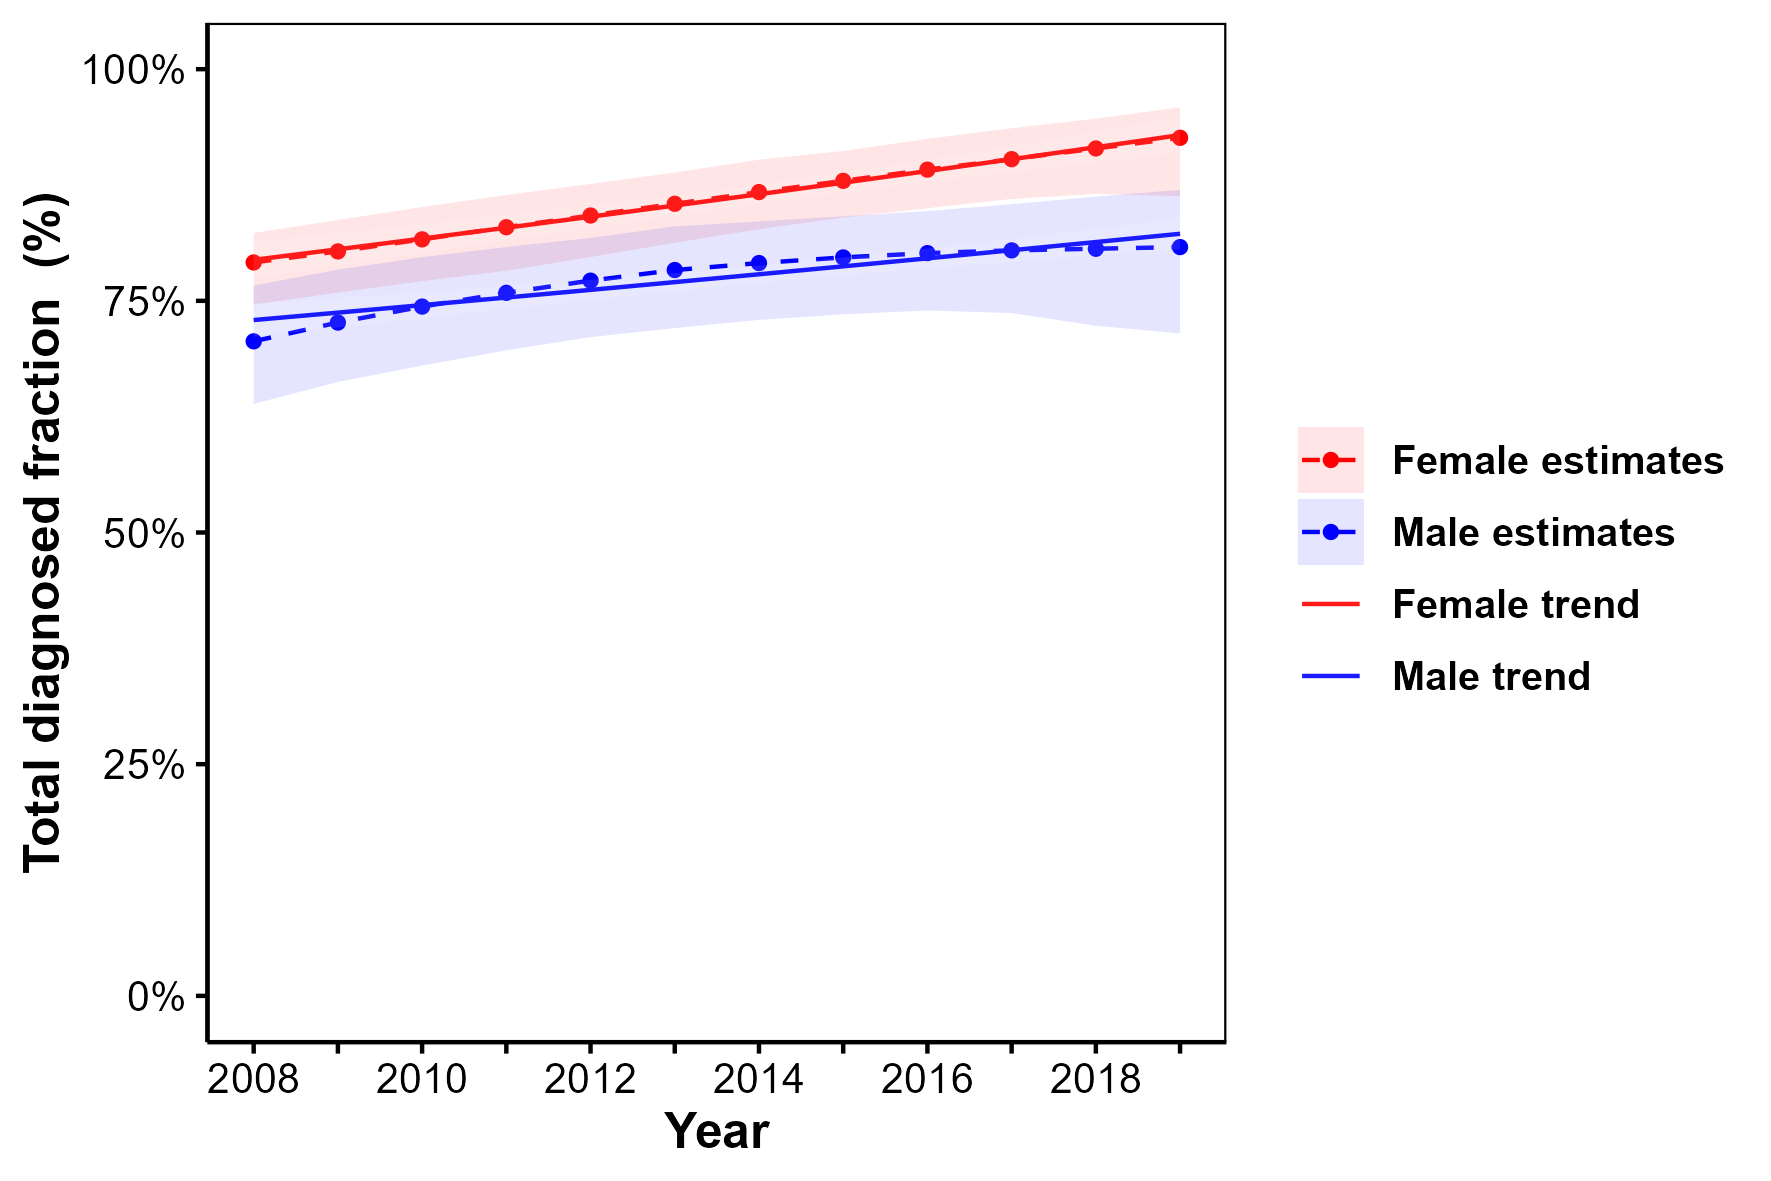 Total diagnosed fraction (%)
100%
75%
50%
25%
0%
2008 2010 2012 2014 2016 2018
Year
Female estimates
Male estimates
Female trend
Male trend